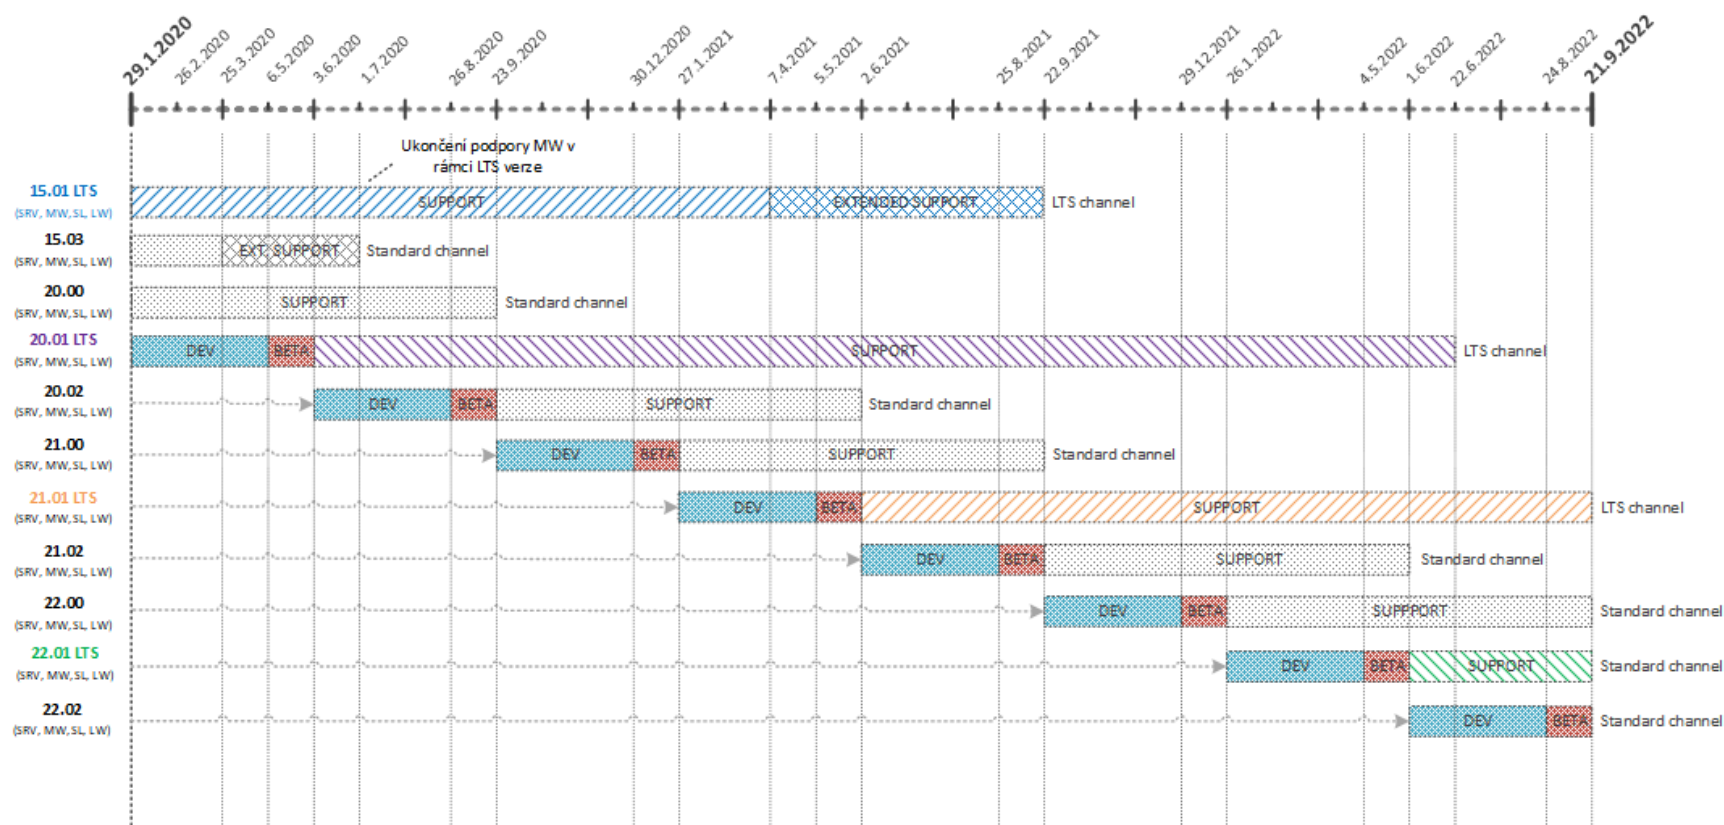 29.1.2020
26.2.2020
25.3.2020
6.5.2020
3.6.2020
1.7.2020
26.8.2020
23.9.2020
30.12.2020
27.1.2021
7.4.2021
5.5.2021
2.6.2021
25.8.2021
22.9.2021
29.12.2021
26.1.2022
4.5.2022
1.6.2022
22.6.2022
24.8.2022
21.9.2022
Ukončení podpory MW v
rámci LTS verze
15.01 LTS
(SRV, MW, SL, LW)
SUPPORT
EXTENDED SUPPORT
LTS channel
15.03
(SRV, MW, SL, LW)
EXT. SUPPORT
Standard channel
20.00
(SRV, MW, SL, LW)
SUPPORT
Standard channel
20.01 LTS
(SRV, MW, SL, LW)
DEV
BETA
SUPPORT
LTS channel
20.02
(SRV, MW, SL, LW)
DEV
BETA
SUPPORT
Standard channel
21.00
(SRV, MW, SL, LW)
DEV
BETA
SUPPORT
Standard channel
21.01 LTS
(SRV, MW, SL, LW)
DEV
BETA
SUPPORT
LTS channel
21.02
(SRV, MW, SL, LW)
DEV
BETA
SUPPORT
Standard channel
22.00
(SRV, MW, SL, LW)
DEV
BETA
SUPPPORT
Standard channel
22.01 LTS
(SRV, MW, SL, LW)
DEV
BETA
SUPPORT
Standard channel
22.02
(SRV, MW, SL, LW)
DEV
BETA
Standard channel